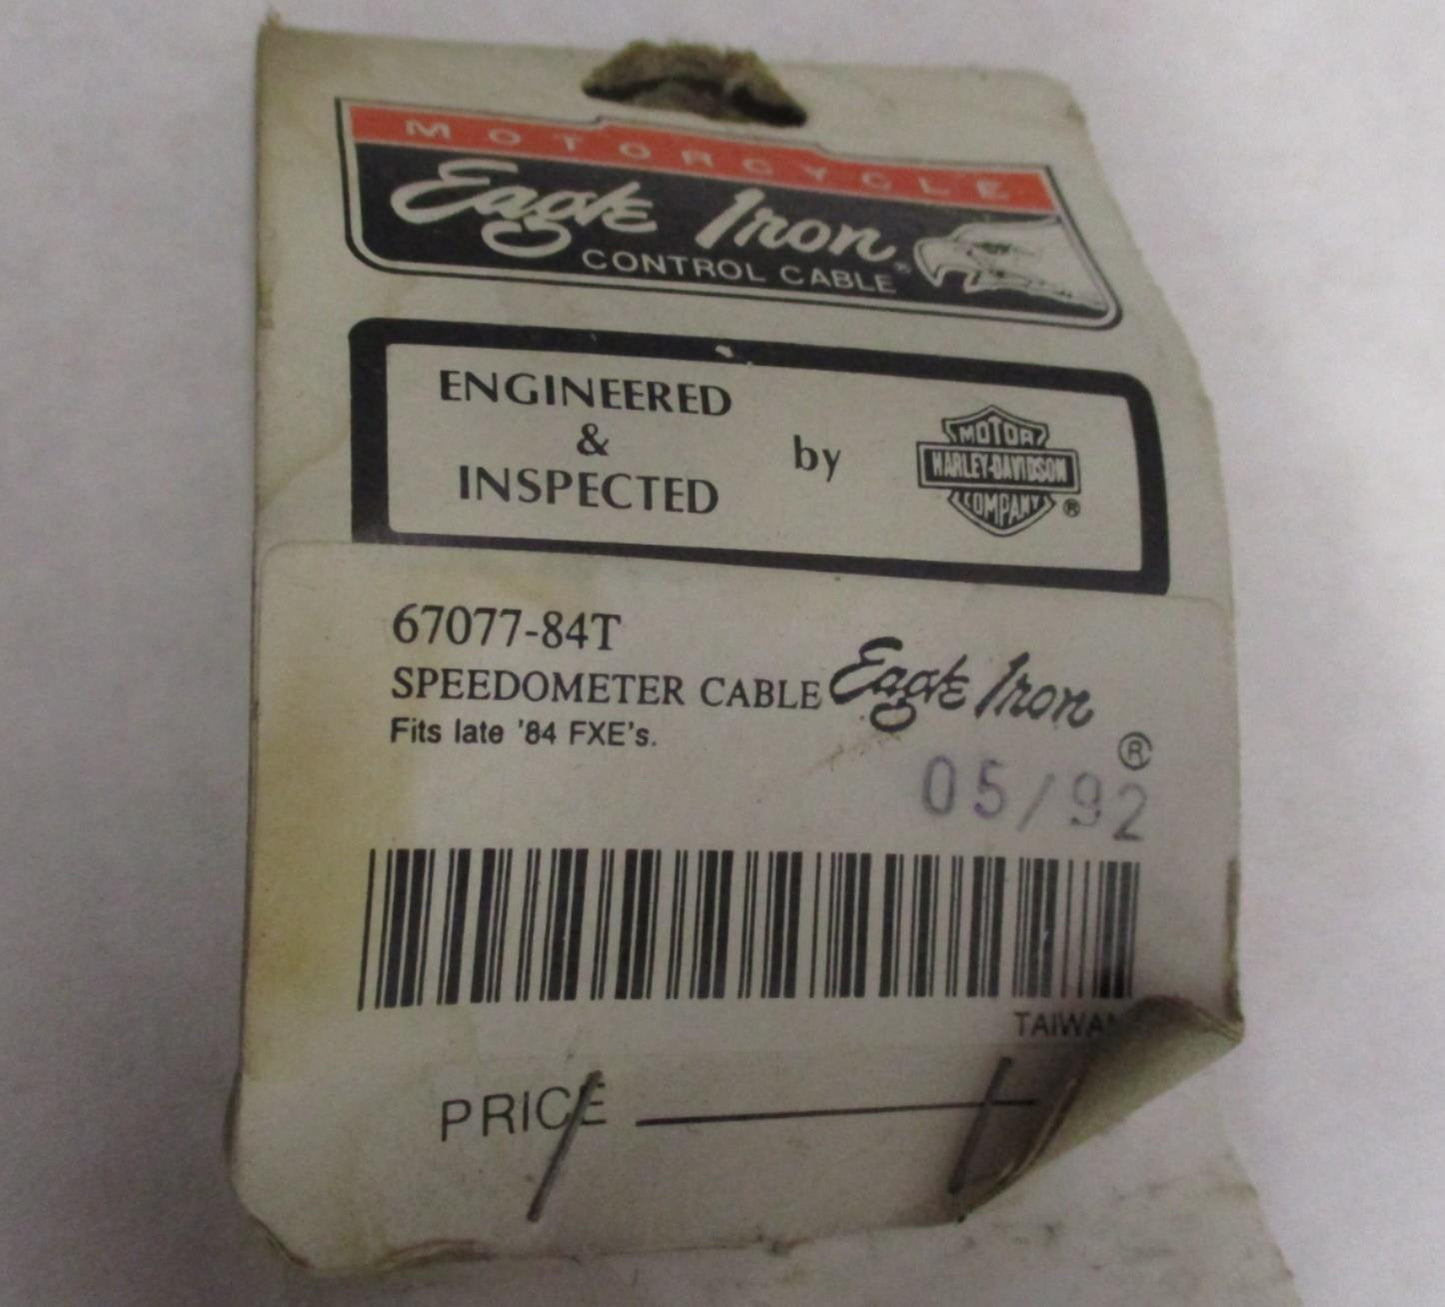 MOTORCYCLE
Eagle Iron
CONTROL CABLE®
ENGINEERED
&
INSPECTED
by
MOTOR
HARLEY-DAVIDSON
COMPANY
®
67077-84T
SPEEDOMETER CABLE
Eagle Iron
®
Fits late '84 FXE's.
05/92
TAIWAN
PRICE